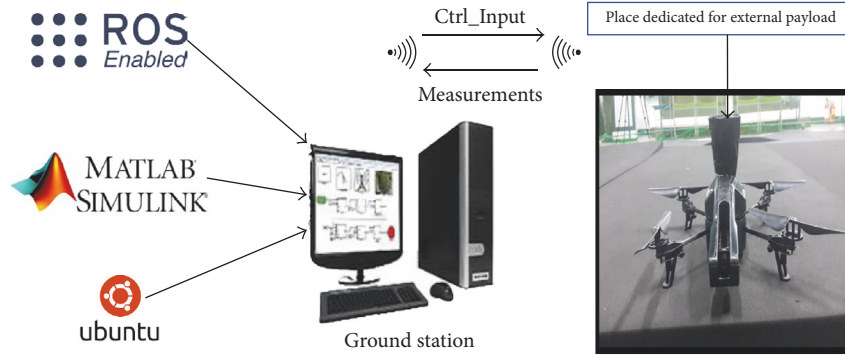 ROS
Enabled
Ctrl_Input
Place dedicated for external payload
Measurements
MATLAB
SIMULINK®
ubuntu
Ground station